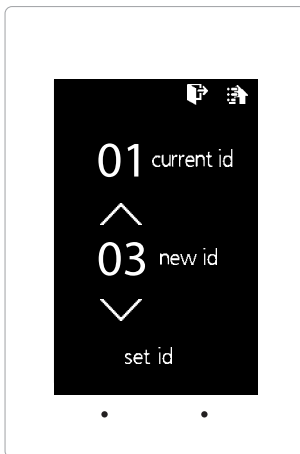 01 current id
03 new id
set id